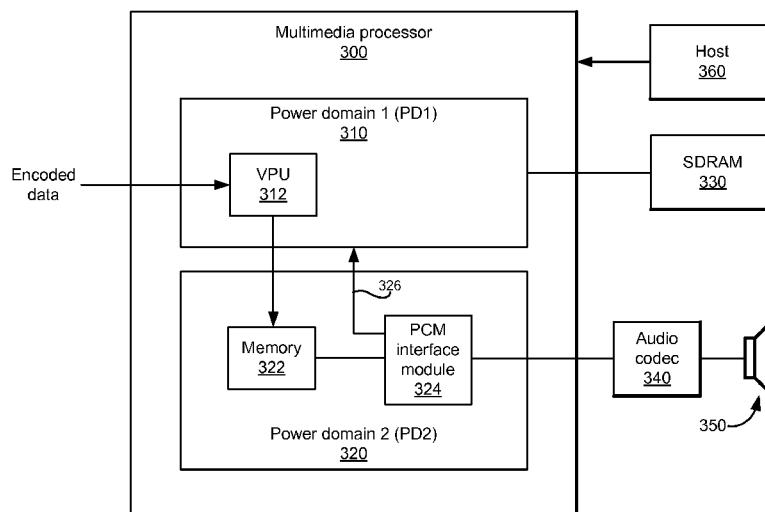 Multimedia processor
300
Host
360
Power domain 1 (PD1)
310
SDRAM
330
Encoded
data
VPU
312
326
Memory
322
PCM
interface
module
324
Audio
codec
340
350
Power domain 2 (PD2)
320